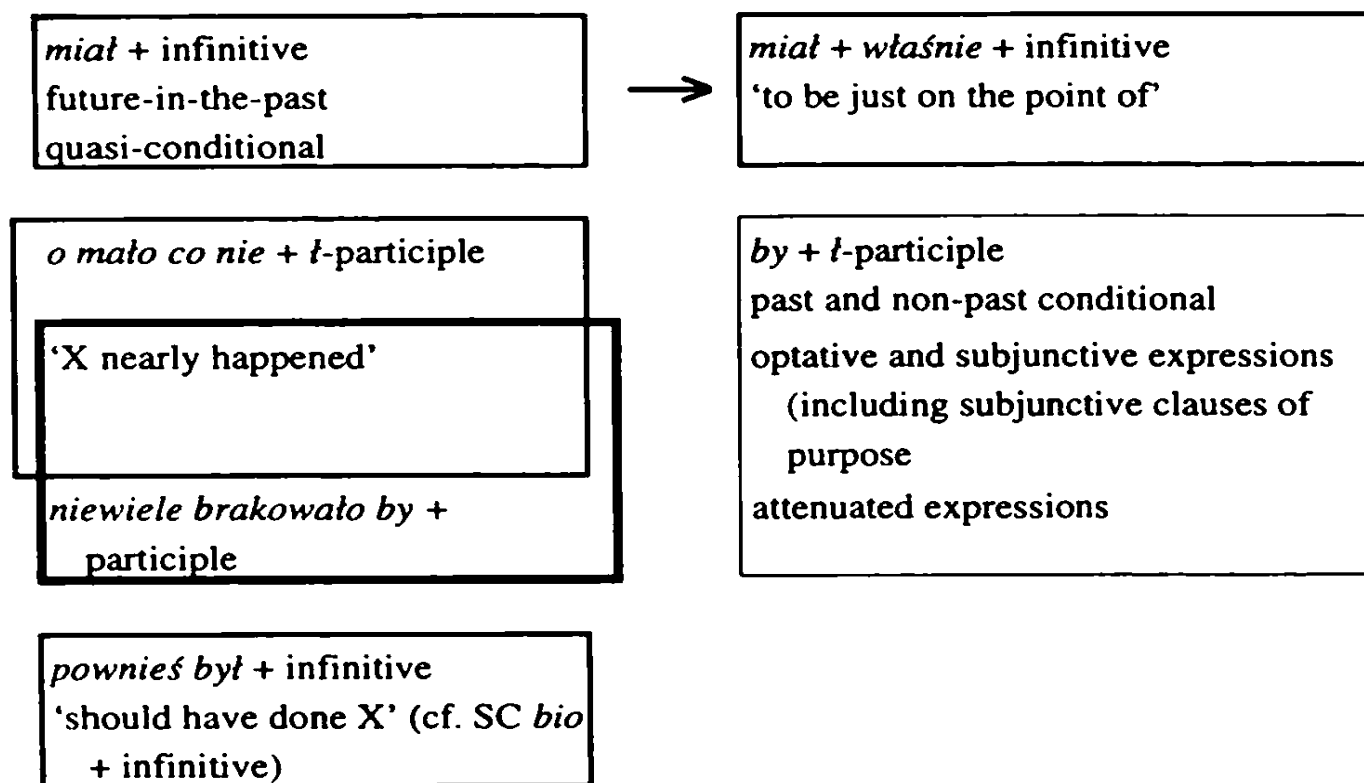 miał + infinitive
future-in-the-past
quasi-conditional
miał + właśnie + infinitive
‘to be just on the point of’
o mało co nie + ł-participle
‘X nearly happened’
niewiele brakowało by +
participle
by + ł-participle
past and non-past conditional
optative and subjunctive expressions
(including subjunctive clauses of
purpose
attenuated expressions
pownieś był + infinitive
‘should have done X’ (cf. SC bio
+ infinitive)